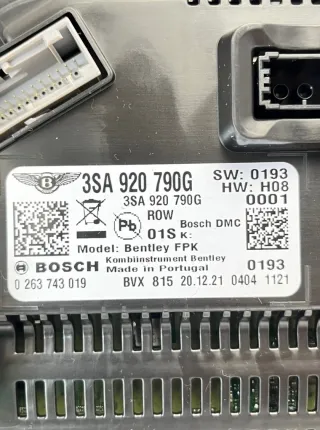 3SA 920 790G SW: 0193
HW: H08
3SA 920 790G 0001
ROW
Pb Bosch DMC
01S K:
Model: Bentley FPK
BOSCH Kombiinstrument Bentley
Made in Portugal 0193
0 263 743 019 BVX 815 20.12.21 0404 1121